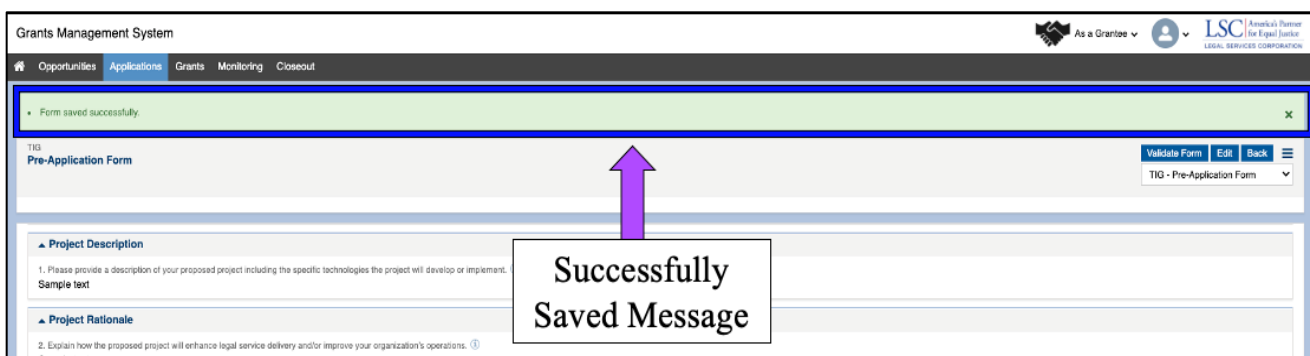 Grants Management System
As a Grantee
LSC America's Partner
for Equal Justice
LEGAL SERVICES CORPORATION
Opportunities Applications Grants Monitoring Closeout
Form saved successfully.
TIG
Pre-Application Form
Validate Form Edit Back
TIG - Pre-Application Form
Project Description
1. Please provide a description of your proposed project including the specific technologies the project will develop or implement.
Sample text
Successfully
Saved Message
Project Rationale
2. Explain how the proposed project will enhance legal service delivery and/or improve your organization's operations.